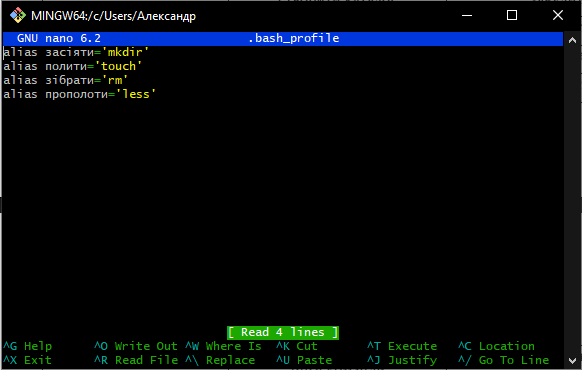 MINGW64:/c/Users/Александр
GNU nano 6.2 .bash_profile
alias засіяти='mkdir'
alias полити='touch'
alias зібрати='rm'
alias прополоти='less'
[ Read 4 lines ]
^G Help ^O Write Out ^W Where Is ^K Cut ^T Execute ^C Location
^X Exit ^R Read File ^\ Replace ^U Paste ^J Justify ^/ Go To Line